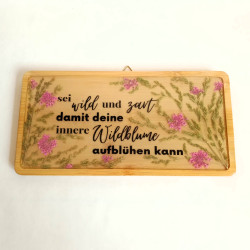 sei wild und zart
damit deine
innere Wildblume
aufblühen kann